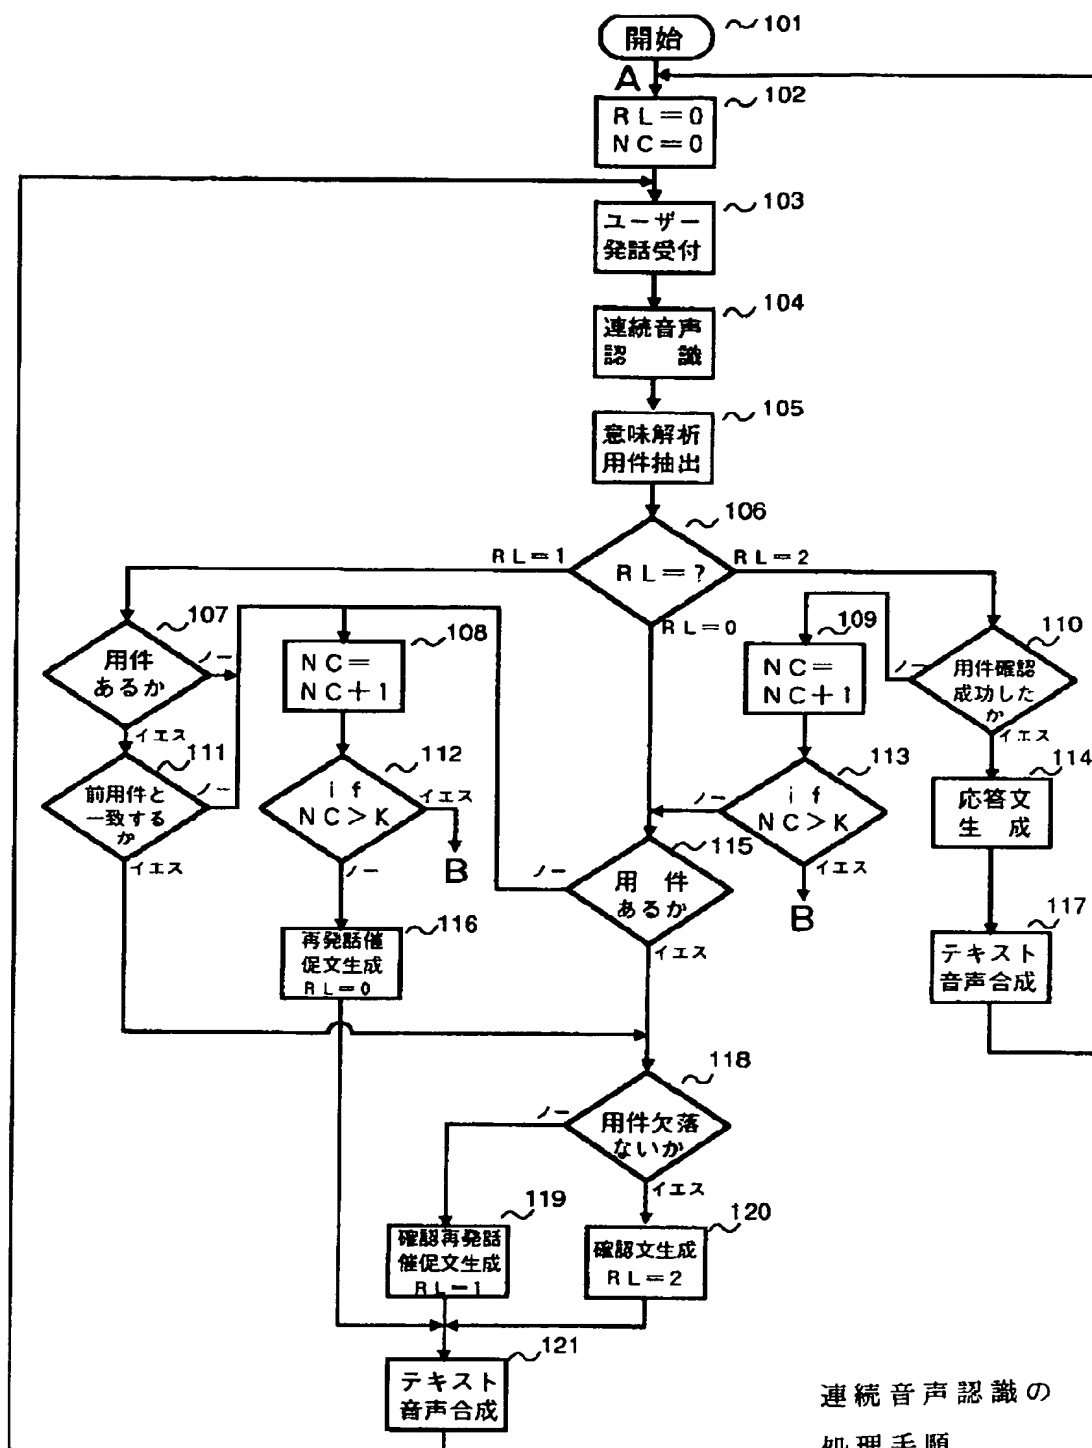 開始
101
A
RL=0
NC=0
102
ユーザー
発話受付
103
連続音声
認識
104
意味解析
用件抽出
105
106
RL=1
RL=?
RL=2
RL=0
107
用件
あるか
ノー
イエス
108
NC=
NC+1
109
NC=
NC+1
110
用件確認
成功した
か
ノー
イエス
111
前用件と
一致する
か
ノー
イエス
112
if
NC>K
イエス
B
ノー
113
if
NC>K
ノー
イエス
B
114
応答文
生成
115
用件
あるか
ノー
イエス
116
再発話催
促文生成
RL=0
117
テキスト
音声合成
118
用件欠落
ないか
ノー
イエス
119
確認再発話
催促文生成
RL=1
120
確認文生成
RL=2
121
テキスト
音声合成
連続音声認識の
処理手順